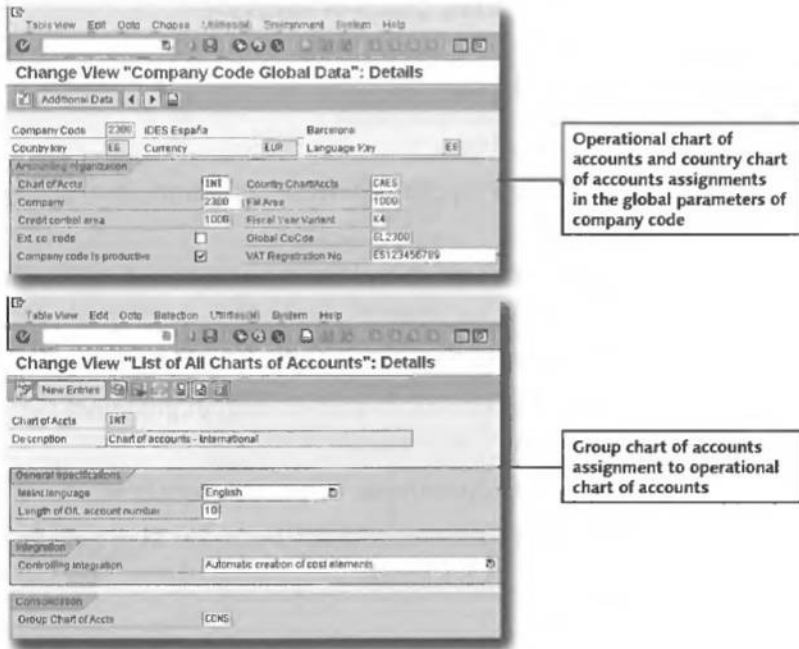 Table View Edit Goto Choose Utilities(M) Environment System Help
Change View "Company Code Global Data": Details
Additional Data
Company Code 2300 IDES España Barcelona
Country key ES Currency EUR Language Key ES
Accounting organization
Chart of Accts INT Country Chart/Accts CAES
Company 2300 FM Area 1000
Credit control area 1000 Fiscal Year Variant K4
Ext. co. code Global CoCde GL2300
Company code is productive VAT Registration No ES123456789
Operational chart of
accounts and country chart
of accounts assignments
in the global parameters of
company code
Table View Edit Goto Selection Utilities(M) System Help
Change View "List of All Charts of Accounts": Details
New Entries
Chart of Accts INT
Description Chart of accounts - International
General specifications
Maint.language English
Length of G/L account number 10
Integration
Controlling integration Automatic creation of cost elements
Consolidation
Group Chart of Accts CONS
Group chart of accounts
assignment to operational
chart of accounts